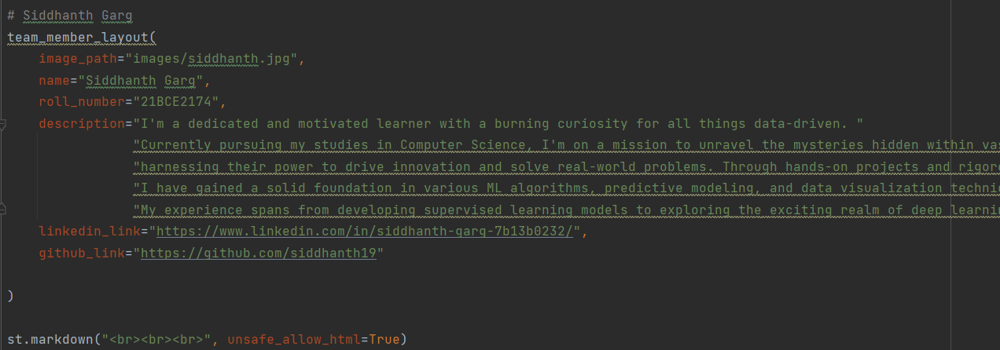 # Siddhanth Garg
team_member_layout(
image_path="images/siddhanth.jpg",
name="Siddhanth Garg",
roll_number="21BCE2174",
description="I'm a dedicated and motivated learner with a burning curiosity for all things data-driven. "
"Currently pursuing my studies in Computer Science, I'm on a mission to unravel the mysteries hidden within
"harnessing their power to drive innovation and solve real-world problems. Through hands-on projects and
"I have gained a solid foundation in various ML algorithms, predictive modeling, and data visualization
"My experience spans from developing supervised learning models to exploring the exciting realm of deep
linkedin_link="https://www.linkedin.com/in/siddhanth-garg-7b13b0232/",
github_link="https://github.com/siddhanth19"
)
st.markdown("<br><br><br>", unsafe_allow_html=True)